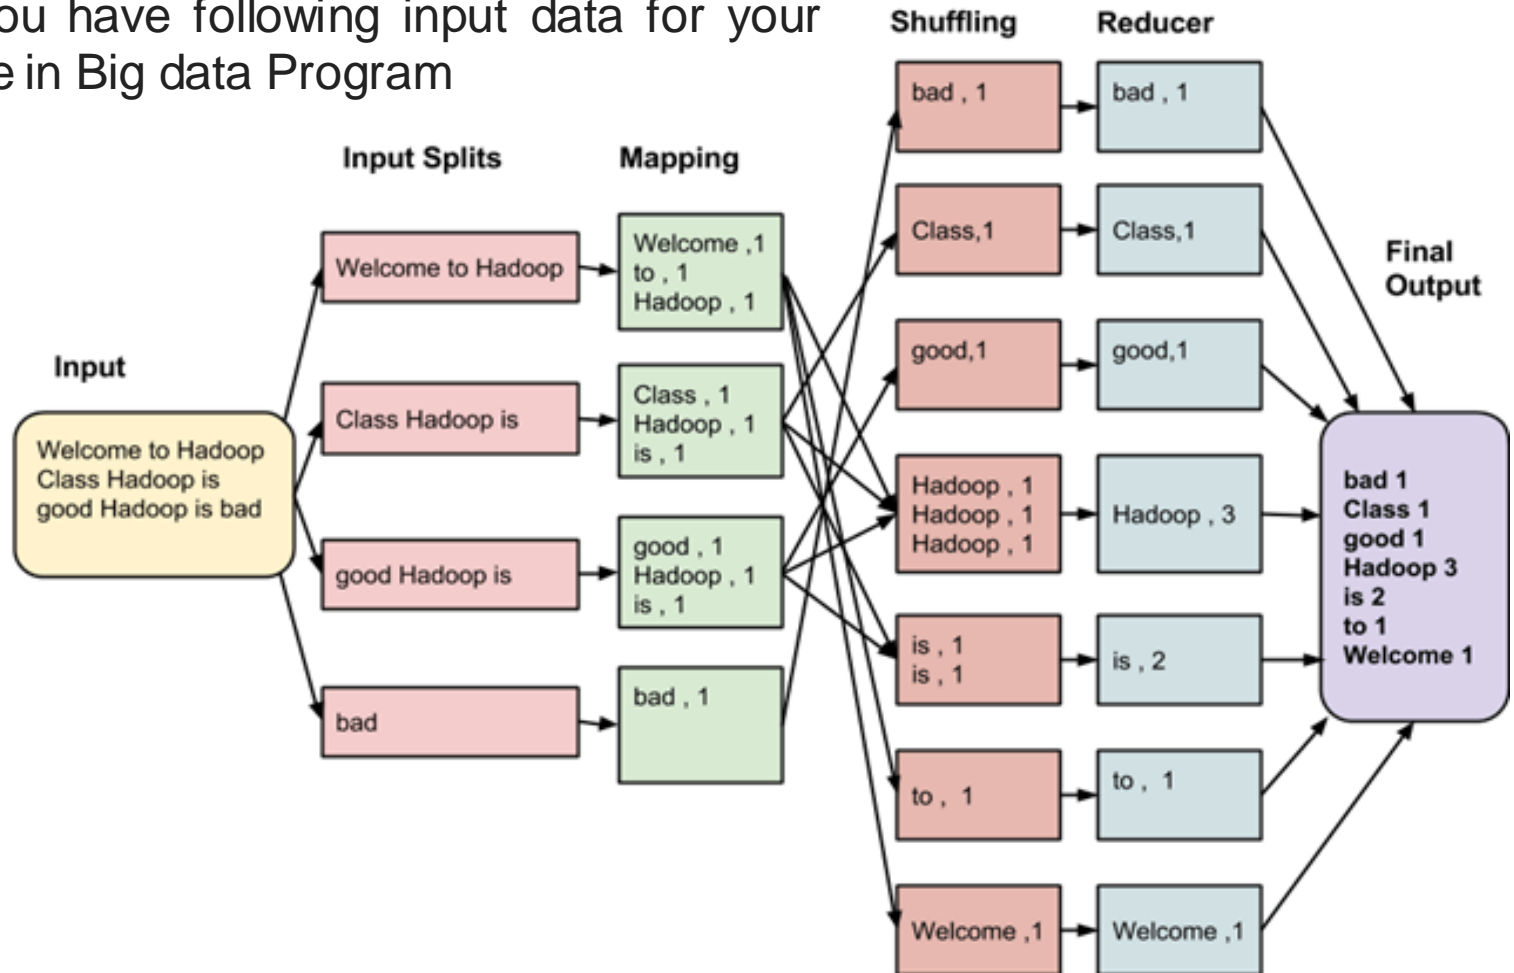 ou have following input data for your
e in Big data Program
Input
Welcome to Hadoop
Class Hadoop is
good Hadoop is bad
Input Splits
Welcome to Hadoop
Class Hadoop is
good Hadoop is
bad
Mapping
Welcome ,1
to , 1
Hadoop , 1
Class , 1
Hadoop , 1
is , 1
good , 1
Hadoop , 1
is , 1
bad , 1
Shuffling
bad , 1
Class,1
good,1
Hadoop , 1
Hadoop , 1
Hadoop , 1
is , 1
is , 1
to , 1
Welcome ,1
Reducer
bad , 1
Class,1
good,1
Hadoop , 3
is , 2
to , 1
Welcome ,1
Final
Output
bad 1
Class 1
good 1
Hadoop 3
is 2
to 1
Welcome 1